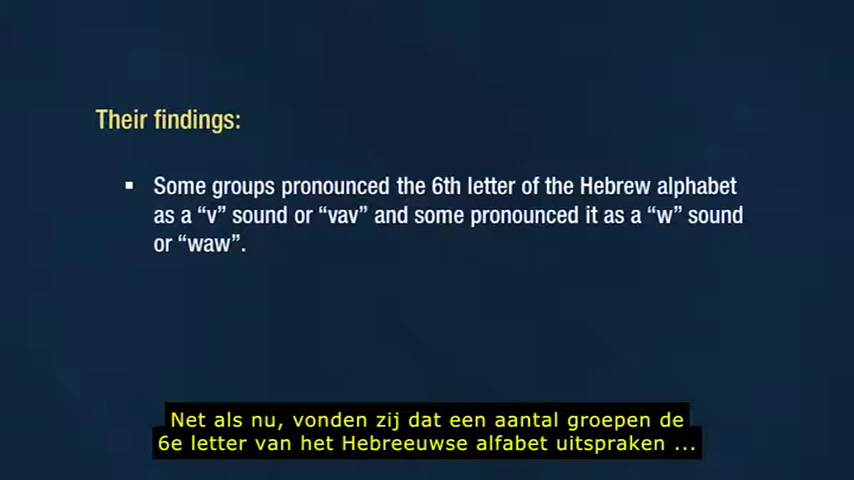 Their findings:
▪ Some groups pronounced the 6th letter of the Hebrew alphabet
as a “v” sound or “vav” and some pronounced it as a “w” sound
or “waw”.
Net als nu, vonden zij dat een aantal groepen de
6e letter van het Hebreeuwse alfabet uitspraken ...